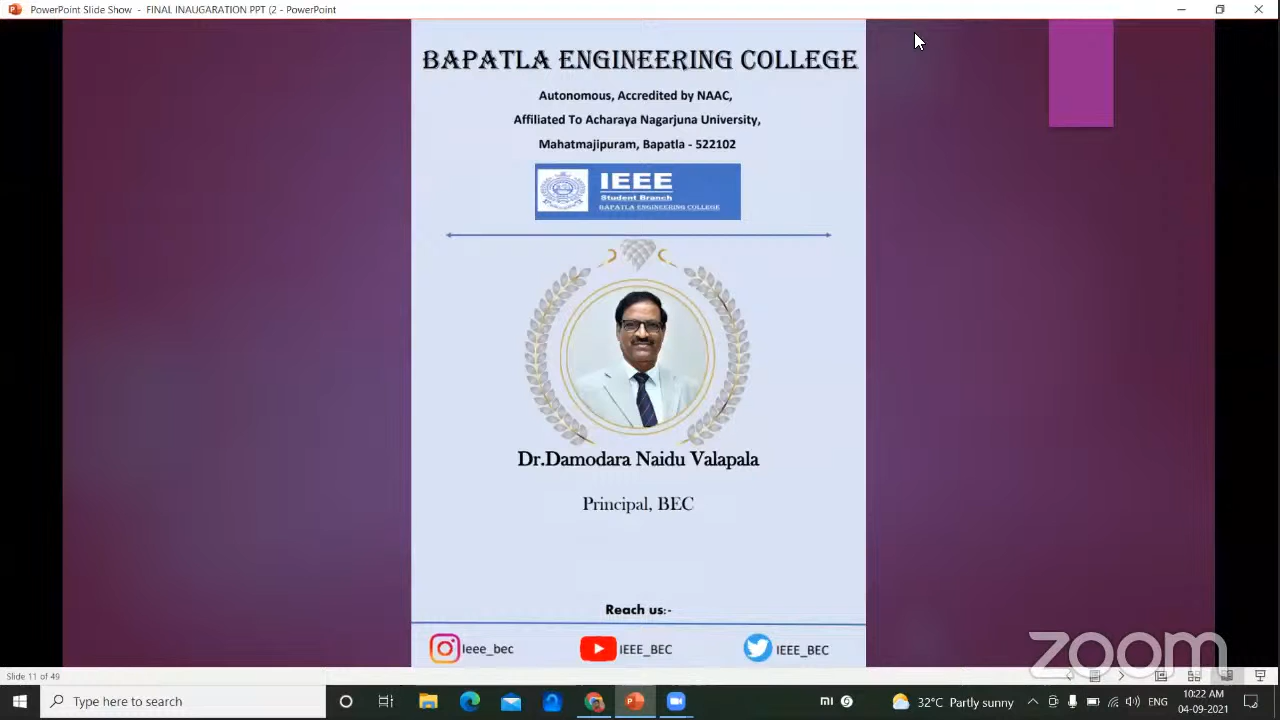 PowerPoint Slide Show - FINAL INAUGARATION PPT (2 - PowerPoint
BAPATLA ENGINEERING COLLEGE
Autonomous, Accredited by NAAC,
Affiliated To Acharaya Nagarjuna University,
Mahatmajipuram, Bapatla - 522102
IEEE
Student Branch
BAPATLA ENGINEERING COLLEGE
Dr.Damodara Naidu Valapala
Principal, BEC
Reach us:-
Ieee_bec
IEEE_BEC
IEEE_BEC
zoom
Slide 11 of 49
Type here to search
mi
32°C Partly sunny
ENG
10:22 AM
04-09-2021